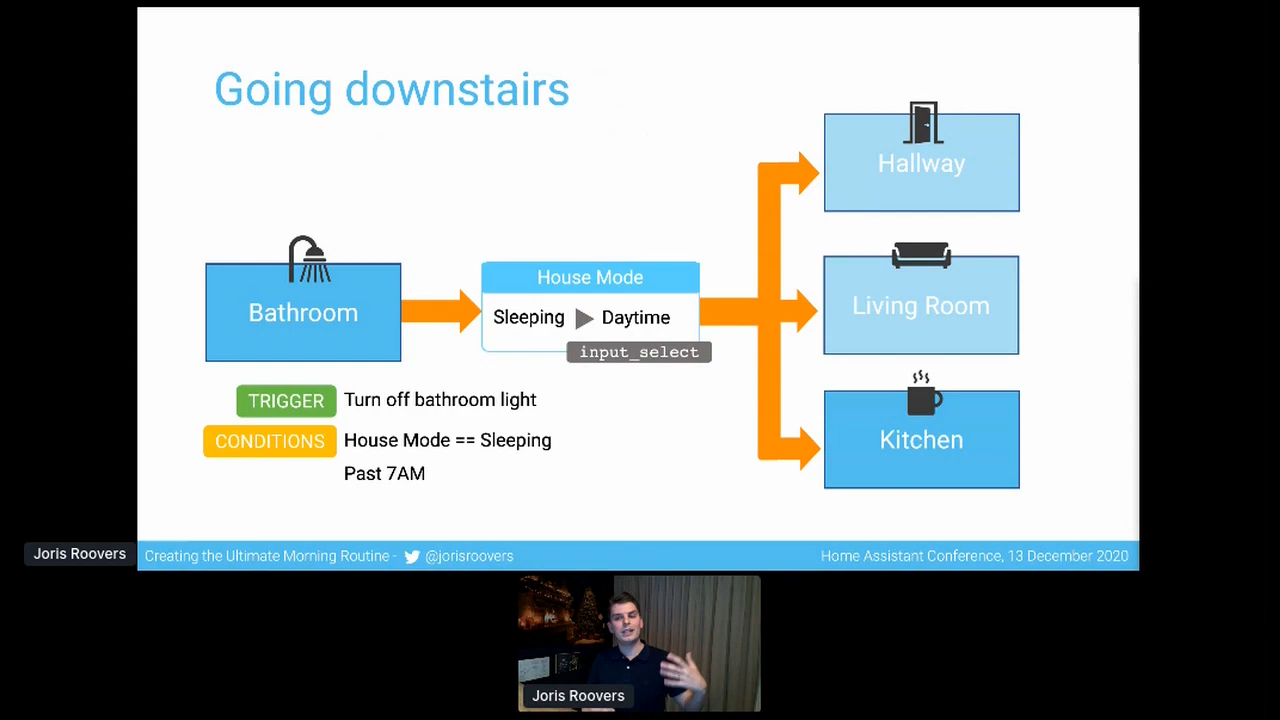 Going downstairs
Hallway
Bathroom
House Mode
Sleeping Daytime
input_select
Living Room
Kitchen
TRIGGER Turn off bathroom light
CONDITIONS House Mode == Sleeping
Past 7AM
Joris Roovers
Creating the Ultimate Morning Routine - @jorisroovers
Home Assistant Conference, 13 December 2020
Joris Roovers